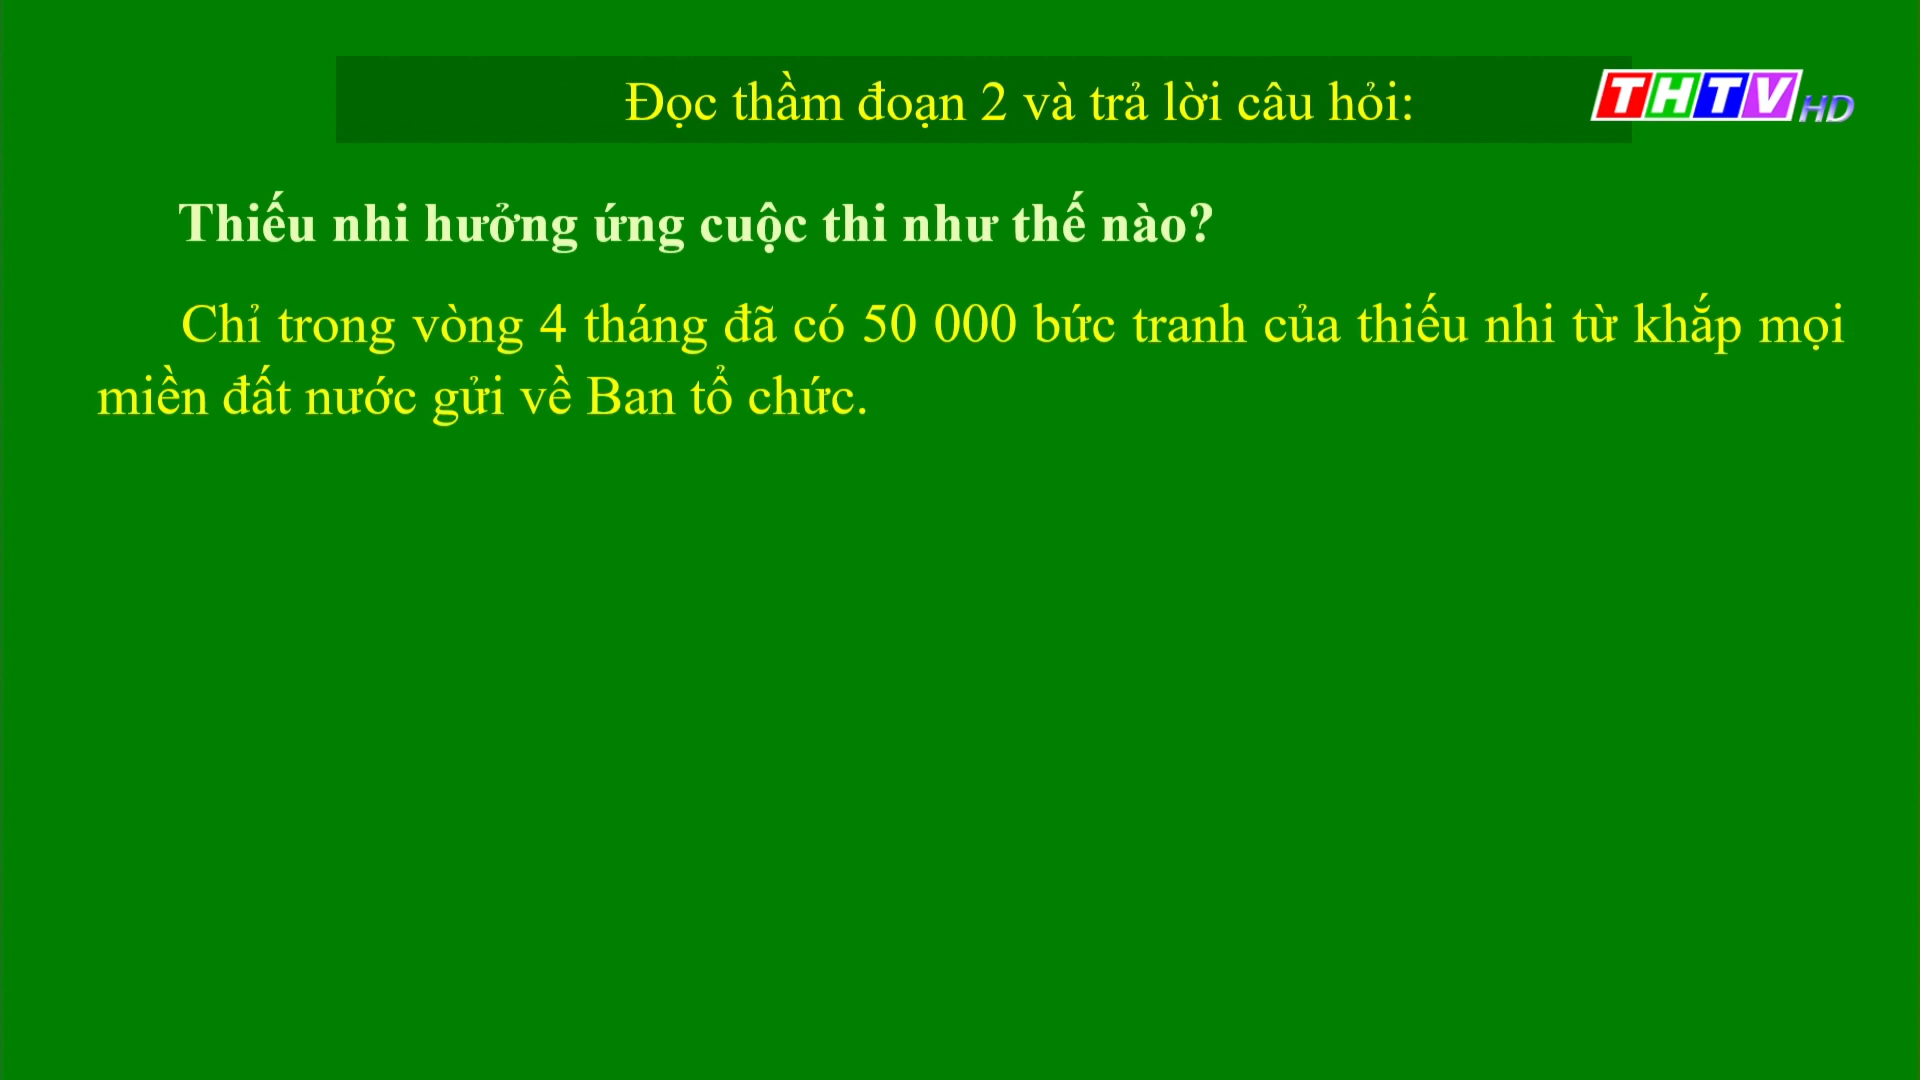 Đọc thầm đoạn 2 và trả lời câu hỏi:
THTV HD
Thiếu nhi hưởng ứng cuộc thi như thế nào?
Chỉ trong vòng 4 tháng đã có 50 000 bức tranh của thiếu nhi từ khắp mọi
miền đất nước gửi về Ban tổ chức.